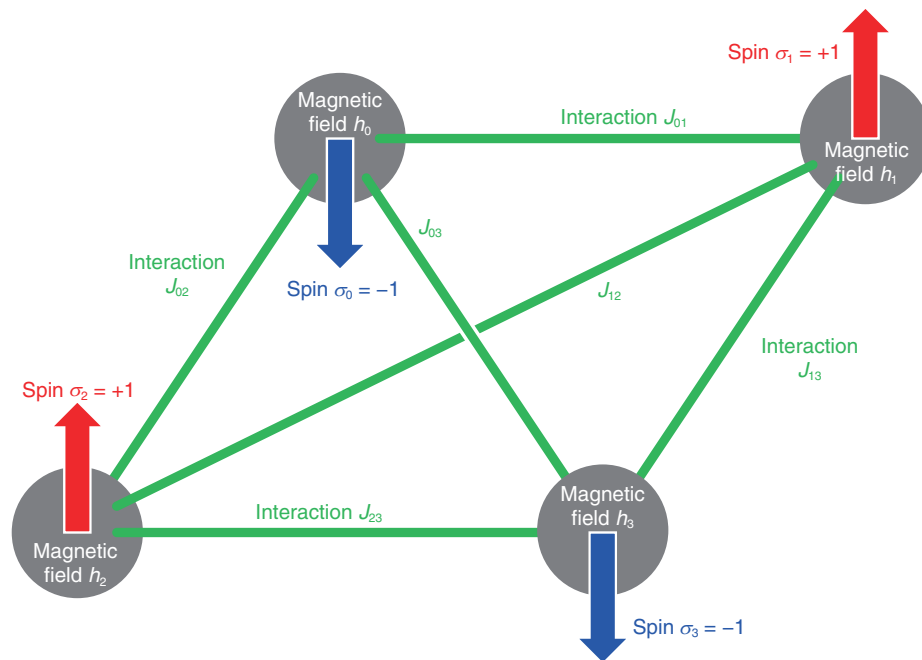 Spin σ₁ = +1
Magnetic
field h₀
Interaction J₀₁
Magnetic
field h₁
J₀₃
Interaction
J₀₂
Spin σ₀ = −1
J₁₂
Interaction
J₁₃
Spin σ₂ = +1
Magnetic
field h₃
Interaction J₂₃
Magnetic
field h₂
Spin σ₃ = −1